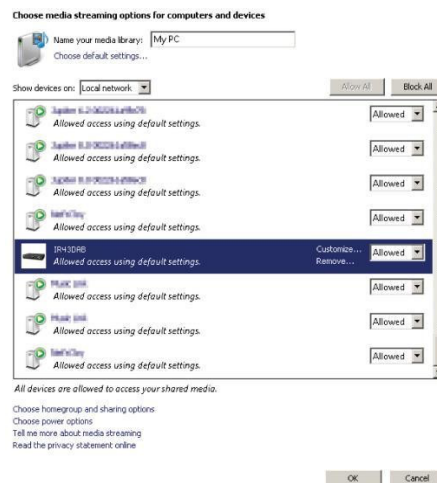 Choose media streaming options for computers and devices
Name your media library: My PC
Choose default settings...
Show devices on: Local network
Allow All
Block All
Allowed
Allowed access using default settings.
Allowed
Allowed access using default settings.
Allowed
Allowed access using default settings.
Allowed
Allowed access using default settings.
IR43DAB
Customize...
Allowed
Allowed access using default settings.
Remove...
Allowed
Allowed access using default settings.
Allowed
Allowed access using default settings.
Allowed
Allowed access using default settings.
All devices are allowed to access your shared media.
Choose homegroup and sharing options
Choose power options
Tell me more about media streaming
Read the privacy statement online
OK
Cancel